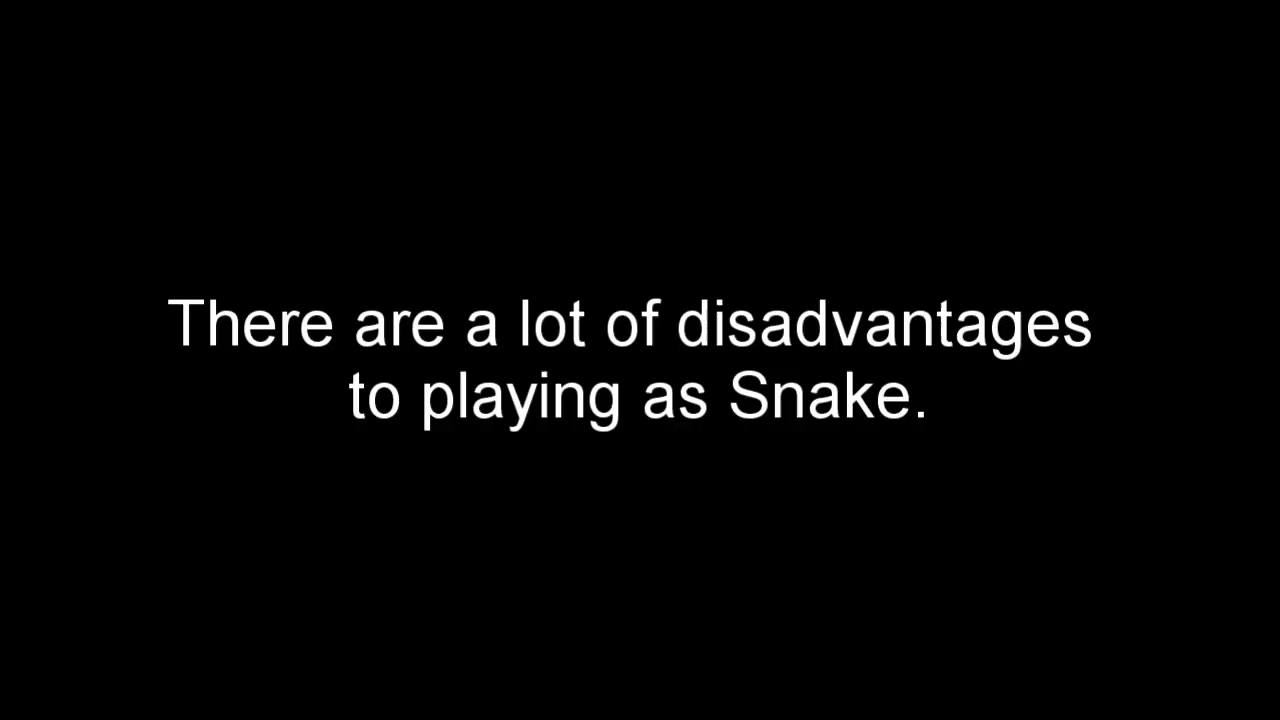 There are a lot of disadvantages
to playing as Snake.